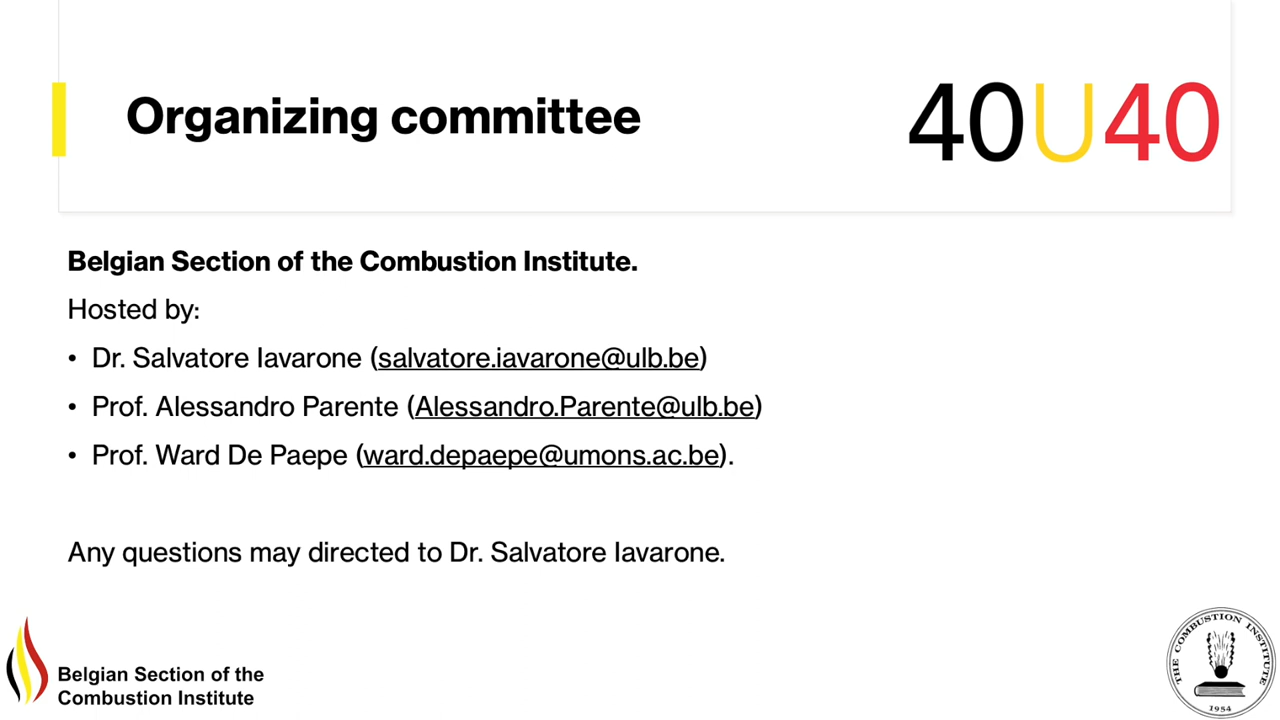 Organizing committee
40U40
Belgian Section of the Combustion Institute.
Hosted by:
• Dr. Salvatore Iavarone (salvatore.iavarone@ulb.be)
• Prof. Alessandro Parente (Alessandro.Parente@ulb.be)
• Prof. Ward De Paepe (ward.depaepe@umons.ac.be).
Any questions may directed to Dr. Salvatore Iavarone.
Belgian Section of the
Combustion Institute
THE COMBUSTION INSTITUTE
1954